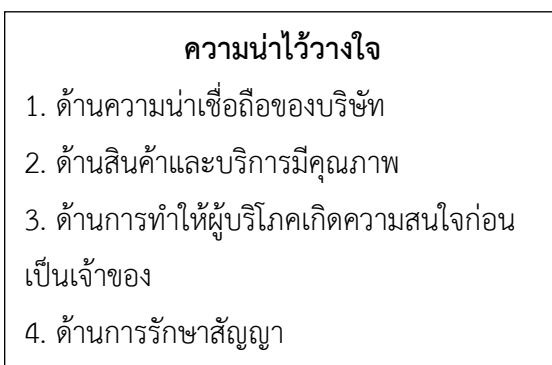 ความน่าไว้วางใจ
1. ด้านความน่าเชื่อถือของบริษัท
2. ด้านสินค้าและบริการมีคุณภาพ
3. ด้านการทำให้ผู้บริโภคเกิดความสนใจก่อน
เป็นเจ้าของ
4. ด้านการรักษาสัญญา